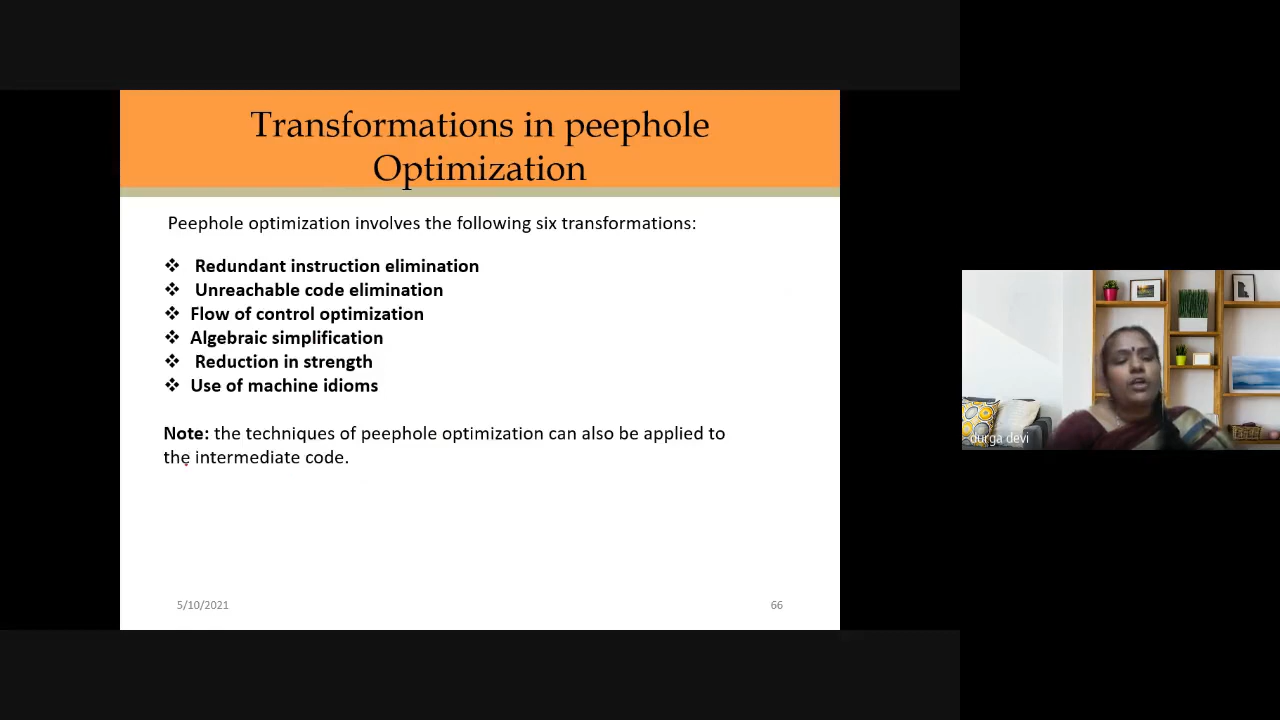 Transformations in peephole
Optimization
Peephole optimization involves the following six transformations:
❖ Redundant instruction elimination
❖ Unreachable code elimination
❖ Flow of control optimization
❖ Algebraic simplification
❖ Reduction in strength
❖ Use of machine idioms
Note: the techniques of peephole optimization can also be applied to
the intermediate code.
5/10/2021
66
durga devi